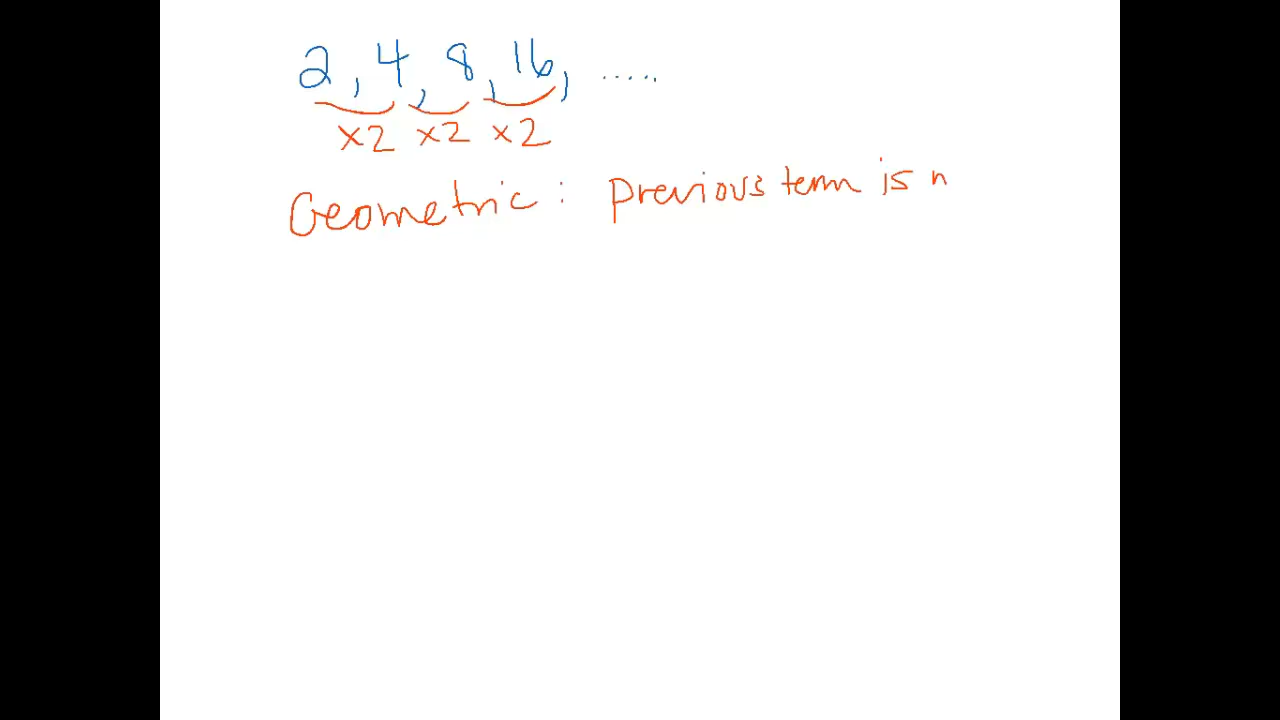 2, 4, 8, 16, .....
×2 ×2 ×2
Geometric: Previous term is